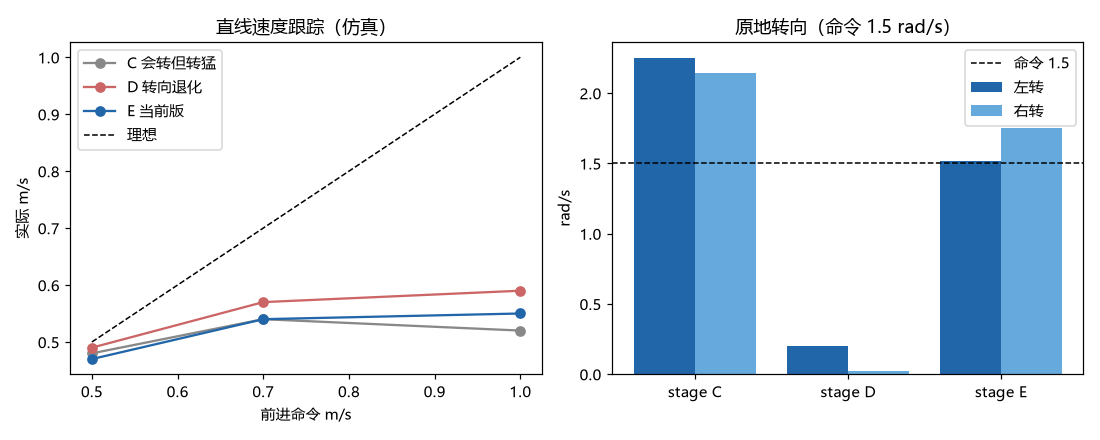 直线速度跟踪（仿真）
C 会转但转猛
D 转向退化
E 当前版
理想
实际 m/s
1.0
0.9
0.8
0.7
0.6
0.5
0.5
0.6
0.7
0.8
0.9
1.0
前进命令 m/s
原地转向（命令 1.5 rad/s）
命令 1.5
左转
右转
rad/s
2.0
1.5
1.0
0.5
0.0
stage C
stage D
stage E